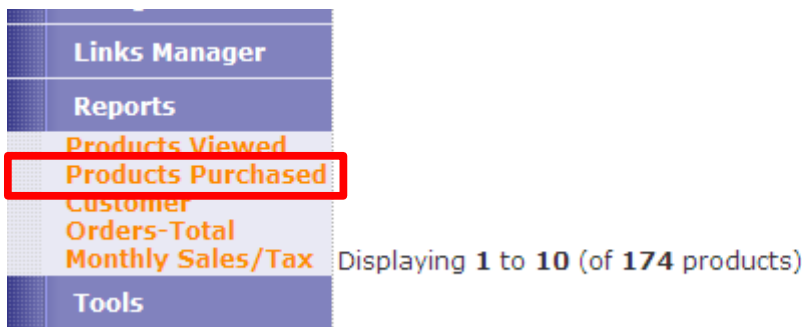 Links Manager
Reports
Products Viewed
Products Purchased
Customer
Orders-Total
Monthly Sales/Tax
Displaying 1 to 10 (of 174 products)
Tools